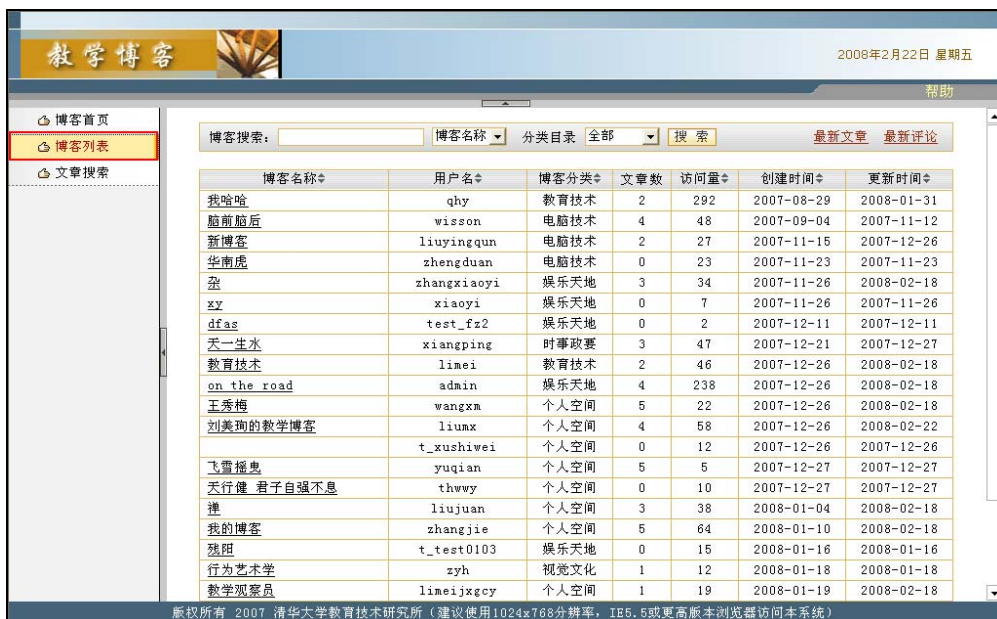 教学博客
2008年2月22日 星期五
帮助
博客首页
博客列表
文章搜索
博客搜索： 博客名称 分类目录 全部 搜 索 最新文章 最新评论
博客名称 用户名 博客分类 文章数 访问量 创建时间 更新时间
我哈哈 qhy 教育技术 2 292 2007-08-29 2008-01-31
脑前脑后 wisson 电脑技术 4 48 2007-09-04 2007-11-12
新博客 liuyingqun 电脑技术 2 27 2007-11-15 2007-12-26
华南虎 zhengduan 电脑技术 0 23 2007-11-23 2007-11-23
杂 zhangxiaoyi 娱乐天地 3 34 2007-11-26 2008-02-18
xy xiaoyi 娱乐天地 0 7 2007-11-26 2007-11-26
dfas test_fz2 娱乐天地 0 2 2007-12-11 2007-12-11
天一生水 xiangping 时事政要 3 47 2007-12-21 2007-12-27
教育技术 limei 教育技术 2 46 2007-12-26 2008-02-18
on the road admin 娱乐天地 4 238 2007-12-26 2008-02-18
王秀梅 wangxm 个人空间 5 22 2007-12-26 2008-02-18
刘美珣的教学博客 liumx 个人空间 4 58 2007-12-26 2008-02-22
t_xushiwei 个人空间 0 12 2007-12-26 2007-12-26
飞雪摇曳 yuqian 个人空间 5 5 2007-12-27 2007-12-27
天行健 君子自强不息 thwwy 个人空间 0 10 2007-12-27 2007-12-27
禅 liujuan 个人空间 3 38 2008-01-04 2008-02-18
我的博客 zhangjie 个人空间 5 64 2008-01-10 2008-02-18
残阳 t_test0103 娱乐天地 0 15 2008-01-16 2008-01-16
行为艺术学 zyh 视觉文化 1 12 2008-01-18 2008-02-18
教学观察员 limeijxgcy 个人空间 1 19 2008-01-19 2008-02-18
版权所有 2007 清华大学教育技术研究所（建议使用1024x768分辨率，IE5.5或更高版本浏览器访问本系统）